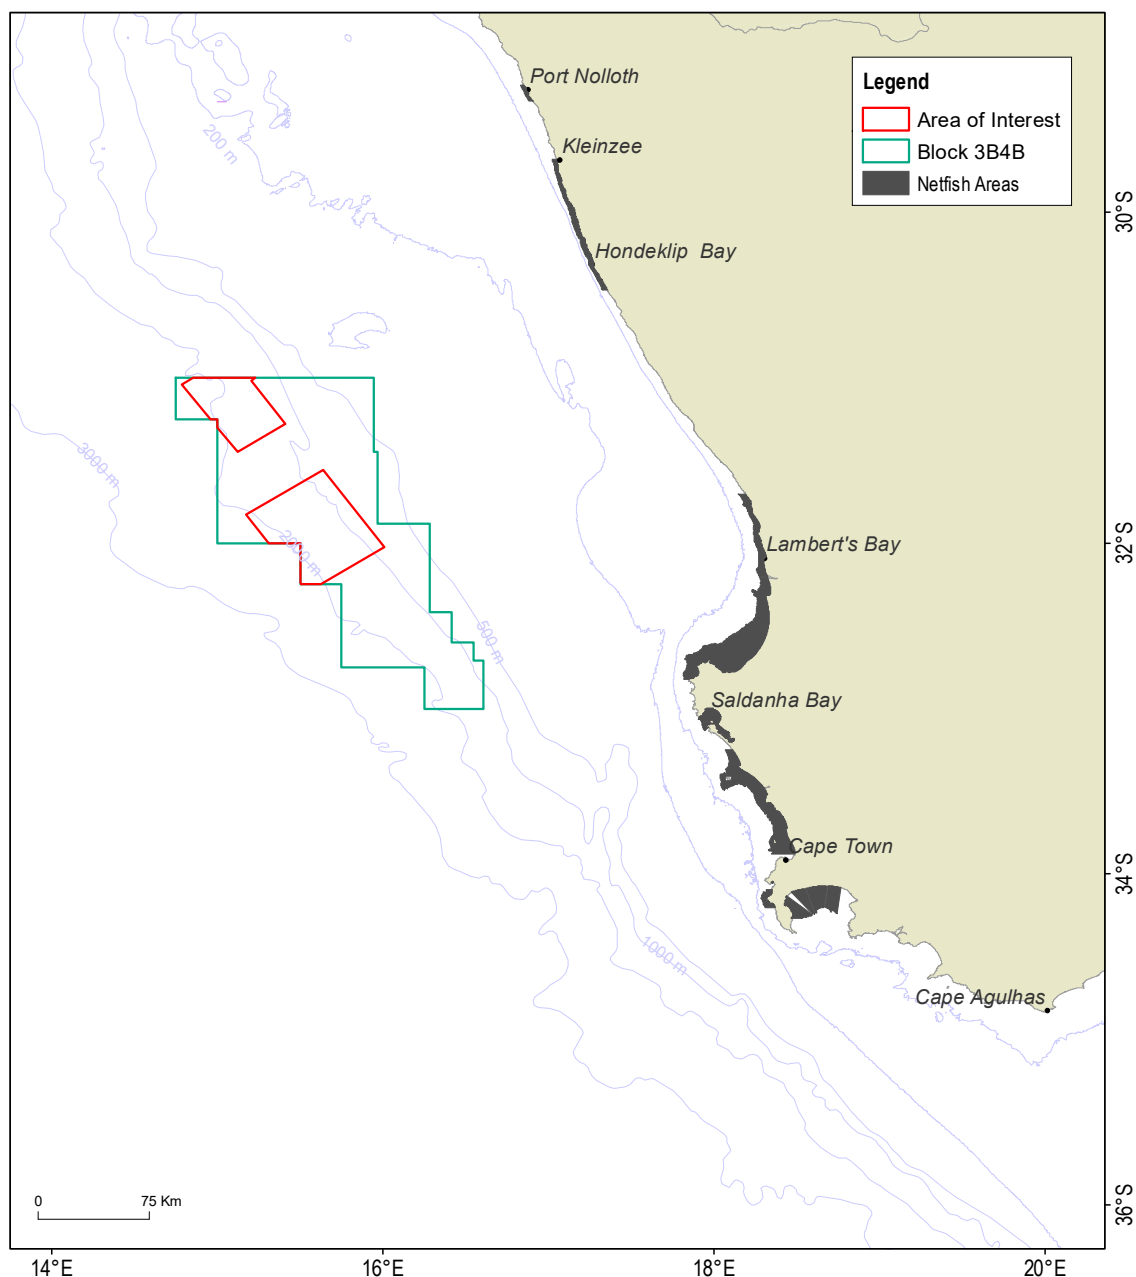 Port Nolloth
Legend
Area of Interest
Block 3B4B
Netfish Areas
200 m
Kleinzee
30°S
Hondeklip Bay
3000 m
2000 m
Lambert's Bay
32°S
500 m
Saldanha Bay
Cape Town
34°S
1000 m
Cape Agulhas
0 75 Km
36°S
14°E 16°E 18°E 20°E